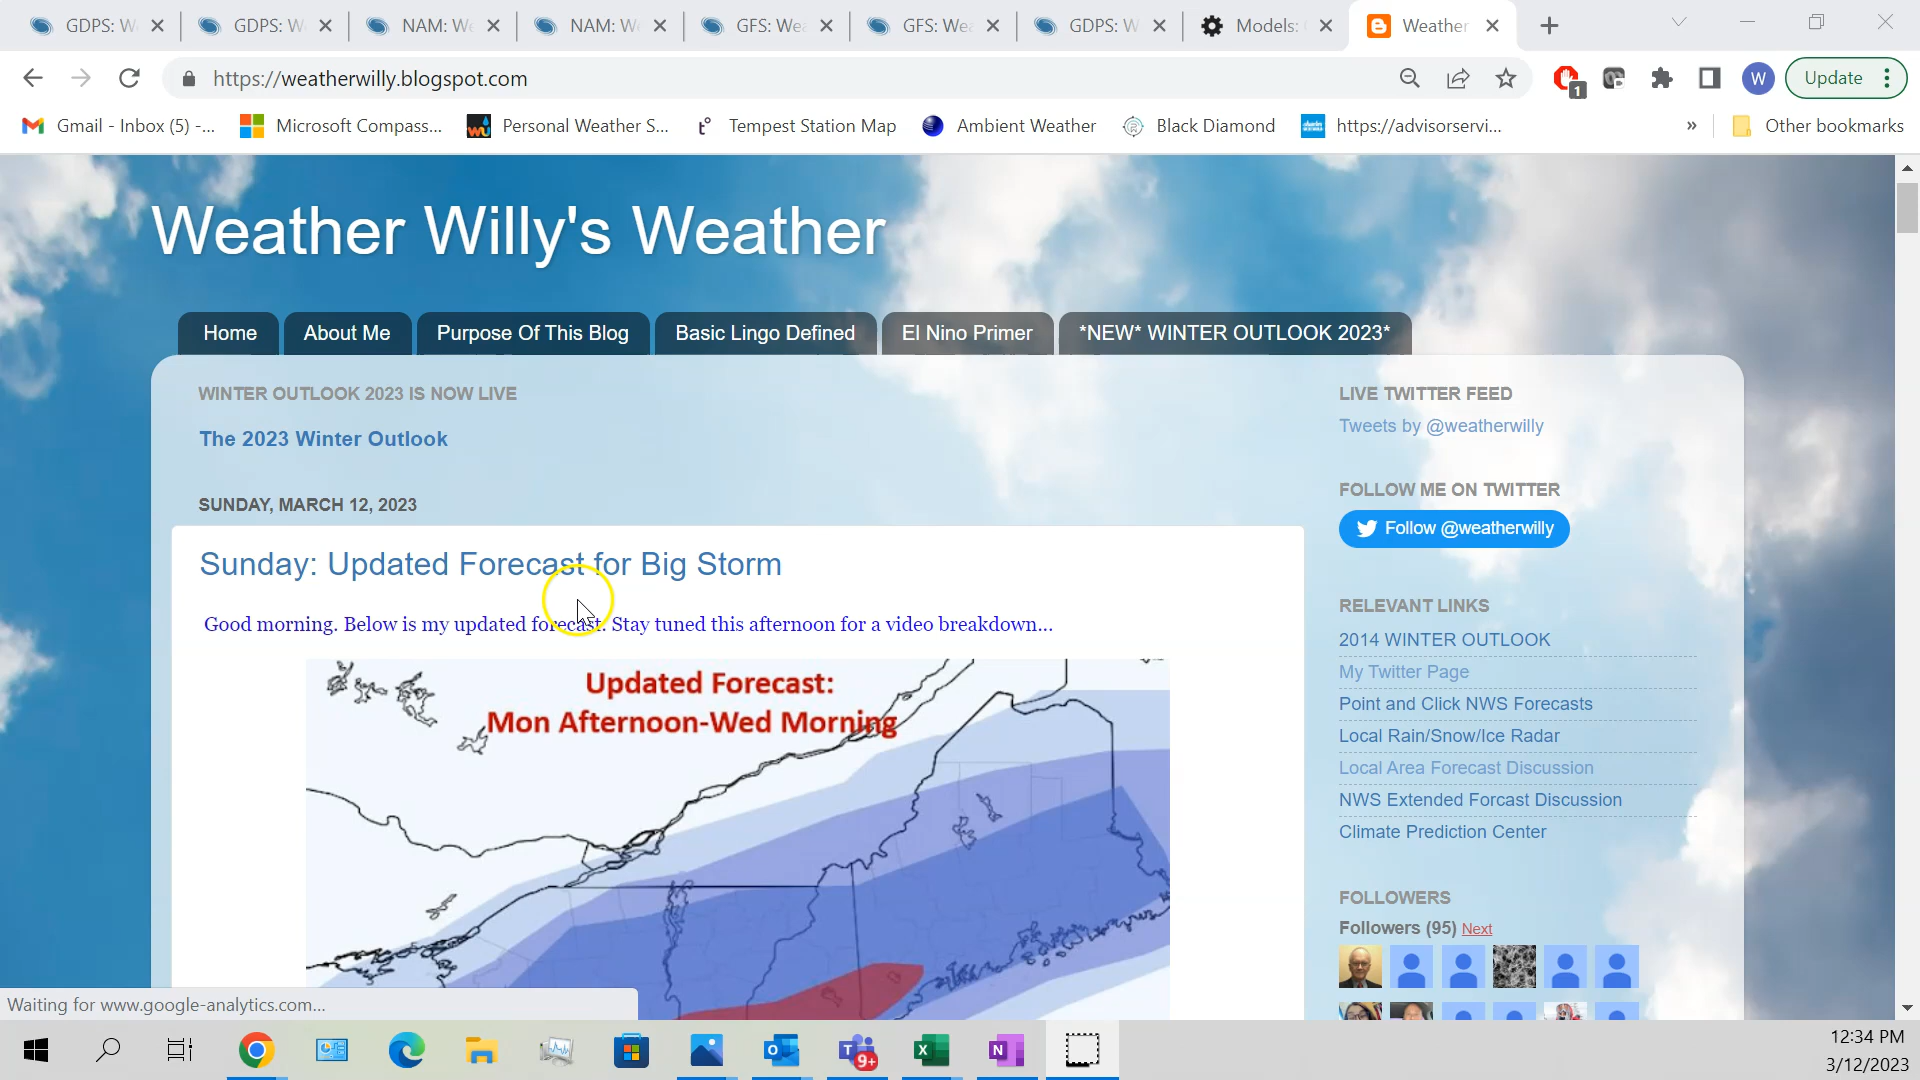 GDPS: W
GDPS: W
NAM: We
NAM: We
GFS: Wea
GFS: Wea
GDPS: W
Models:
Weather
https://weatherwilly.blogspot.com
1
W
Update
Gmail - Inbox (5) -...
Microsoft Compass...
Personal Weather S...
Tempest Station Map
Ambient Weather
Black Diamond
https://advisorservi...
»
Other bookmarks
Weather Willy's Weather
Home
About Me
Purpose Of This Blog
Basic Lingo Defined
El Nino Primer
*NEW* WINTER OUTLOOK 2023*
WINTER OUTLOOK 2023 IS NOW LIVE
The 2023 Winter Outlook
SUNDAY, MARCH 12, 2023
Sunday: Updated Forecast for Big Storm
Good morning. Below is my updated forecast. Stay tuned this afternoon for a video breakdown...
Updated Forecast:
Mon Afternoon-Wed Morning
LIVE TWITTER FEED
Tweets by @weatherwilly
FOLLOW ME ON TWITTER
Follow @weatherwilly
RELEVANT LINKS
2014 WINTER OUTLOOK
My Twitter Page
Point and Click NWS Forecasts
Local Rain/Snow/Ice Radar
Local Area Forecast Discussion
NWS Extended Forcast Discussion
Climate Prediction Center
FOLLOWERS
Followers (95) Next
Waiting for www.google-analytics.com...
9+
12:34 PM
3/12/2023